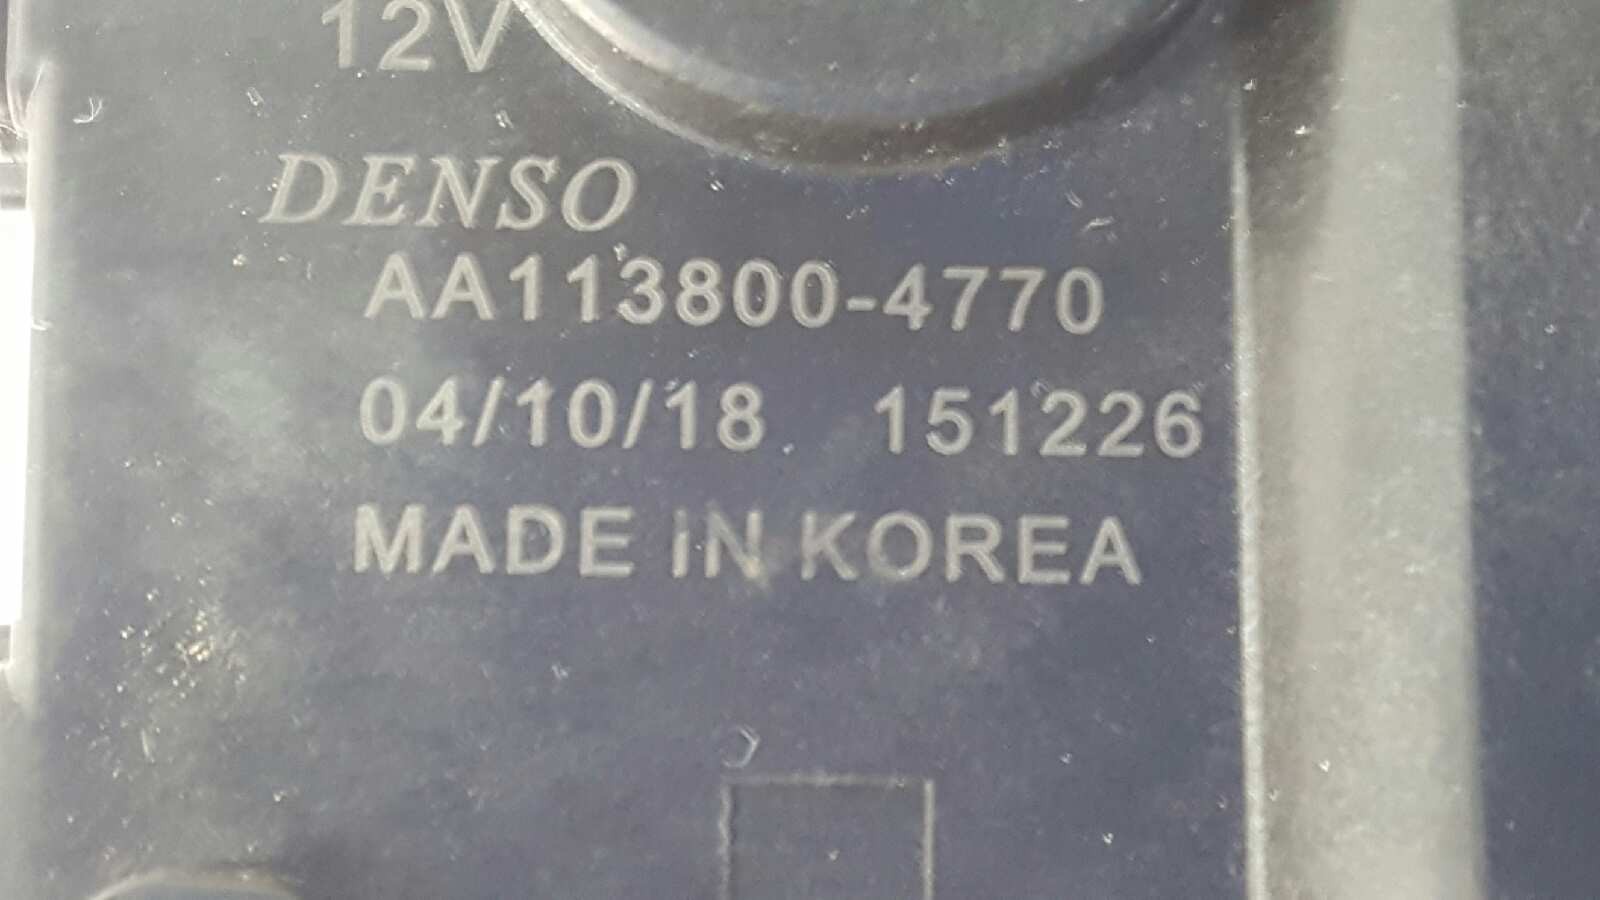 12V
DENSO
AA113800-4770
04/10/18 151226
MADE IN KOREA